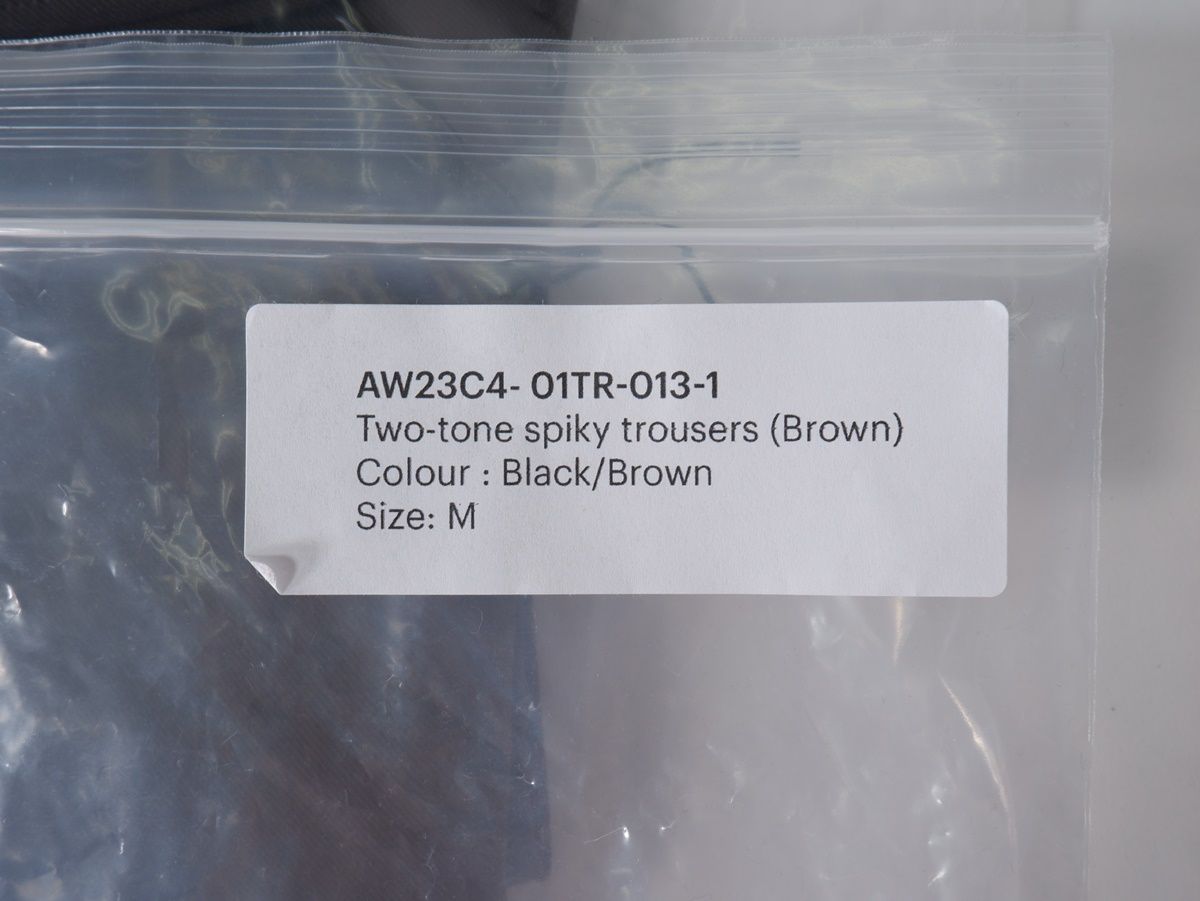 AW23C4- 01TR-013-1
Two-tone spiky trousers (Brown)
Colour : Black/Brown
Size: M